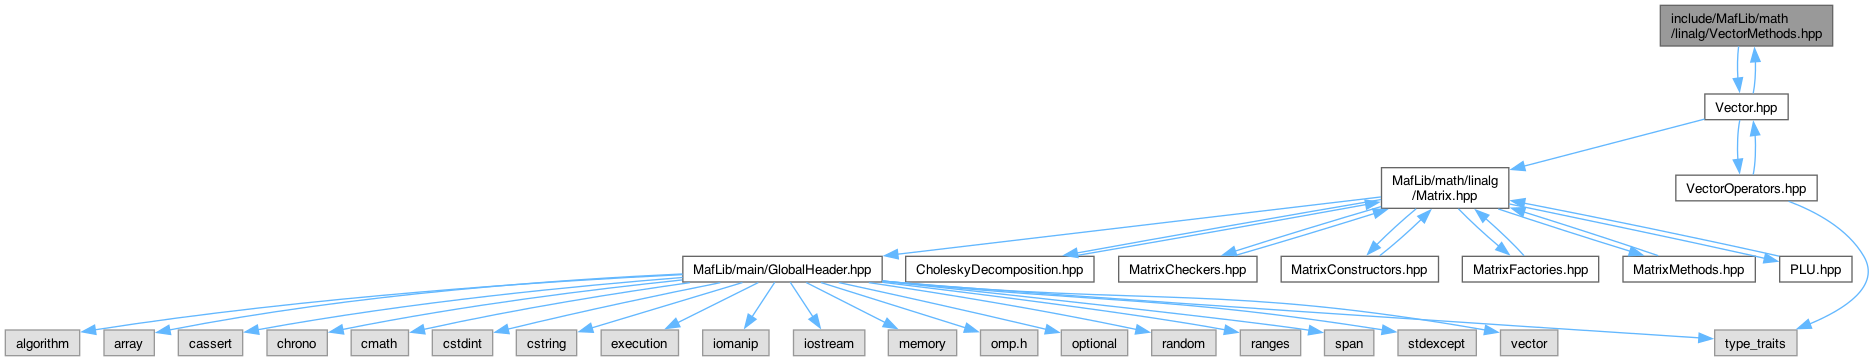 include/MafLib/math
/linalg/VectorMethods.hpp
Vector.hpp
MafLib/math/linalg
/Matrix.hpp
VectorOperators.hpp
MafLib/main/GlobalHeader.hpp
CholeskyDecomposition.hpp
MatrixCheckers.hpp
MatrixConstructors.hpp
MatrixFactories.hpp
MatrixMethods.hpp
PLU.hpp
algorithm
array
cassert
chrono
cmath
cstdint
cstring
execution
iomanip
iostream
memory
omp.h
optional
random
ranges
span
stdexcept
vector
type_traits